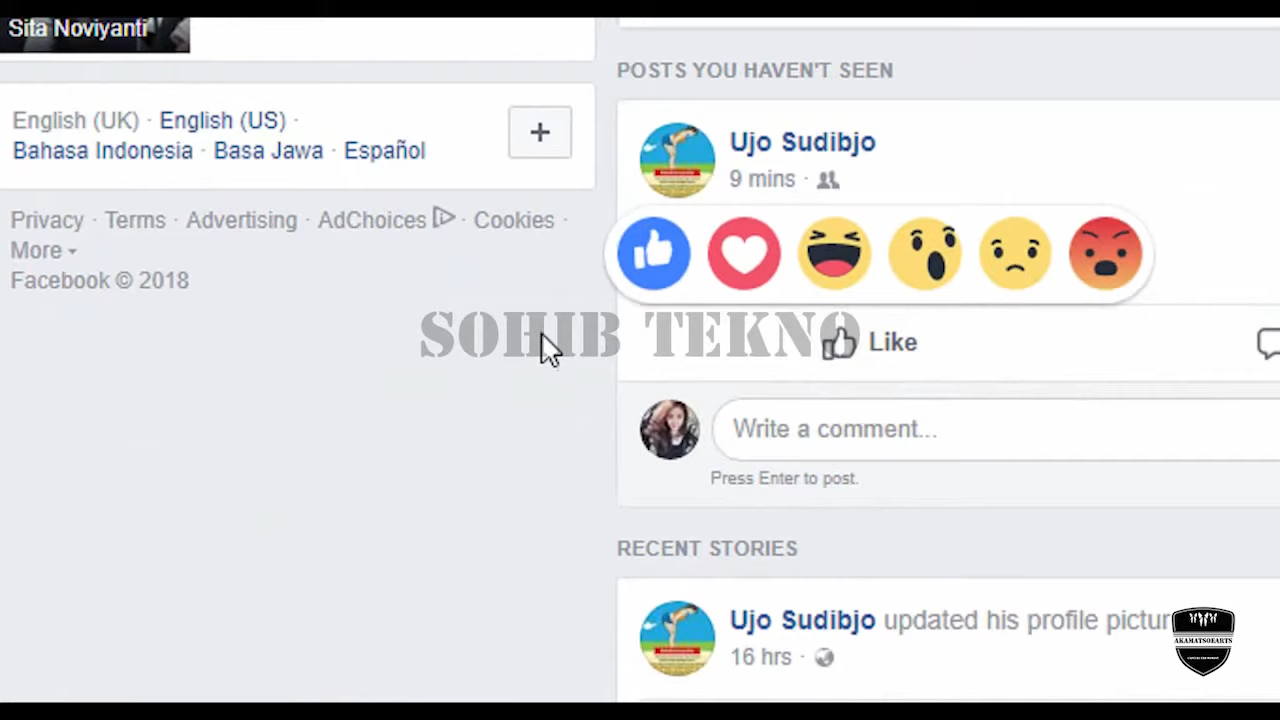 Sita Noviyanti
English (UK) · English (US) ·
Bahasa Indonesia · Basa Jawa · Español
+
Privacy · Terms · Advertising · AdChoices · Cookies ·
More
Facebook © 2018
POSTS YOU HAVEN'T SEEN
Ujo Sudibjo
9 mins ·
SOHIB TEKNO
Like
Write a comment...
Press Enter to post.
RECENT STORIES
Ujo Sudibjo updated his profile pictur
16 hrs ·
AKAMATSOEARTS